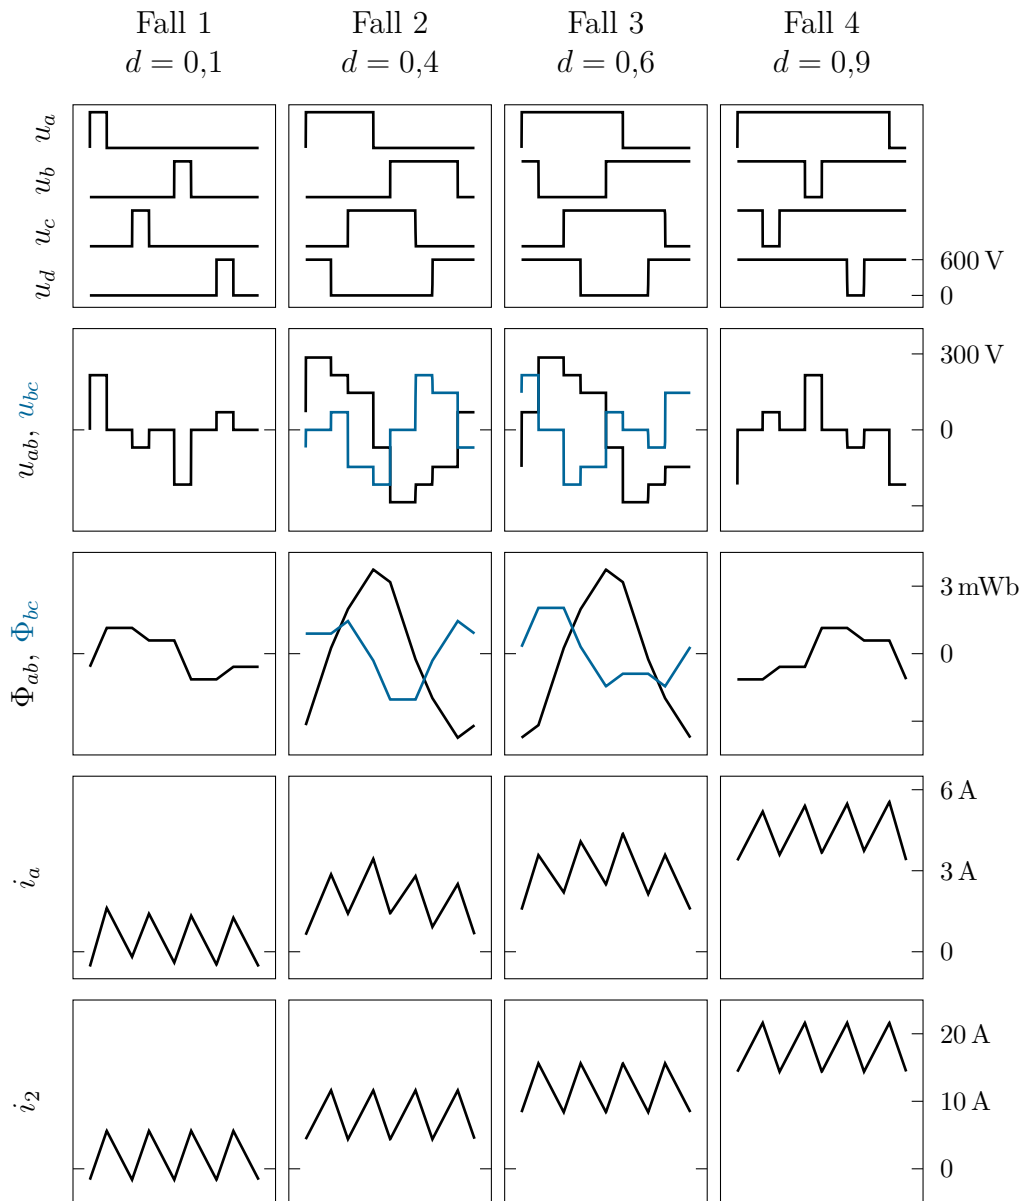 Fall 1 Fall 2 Fall 3 Fall 4
d = 0,1 d = 0,4 d = 0,6 d = 0,9
u_a
u_b
u_c
u_d
600 V
0
u_ab, u_bc
300 V
0
Φ_ab, Φ_bc
3 mWb
0
i_a
6 A
3 A
0
i_2
20 A
10 A
0